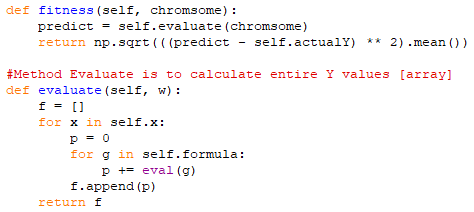 def fitness(self, chromsome):
    predict = self.evaluate(chromsome)
    return np.sqrt(((predict - self.actualY) ** 2).mean())

#Method Evaluate is to calculate entire Y values [array]
def evaluate(self, w):
    f = []
    for x in self.x:
        p = 0
        for g in self.formula:
            p += eval(g)
        f.append(p)
    return f